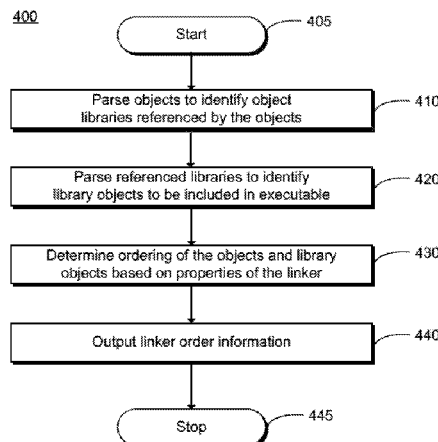 400
Start
405
Parse objects to identify object
libraries referenced by the objects
410
Parse referenced libraries to identify
library objects to be included in executable
420
Determine ordering of the objects and library
objects based on properties of the linker
430
Output linker order information
440
Stop
445